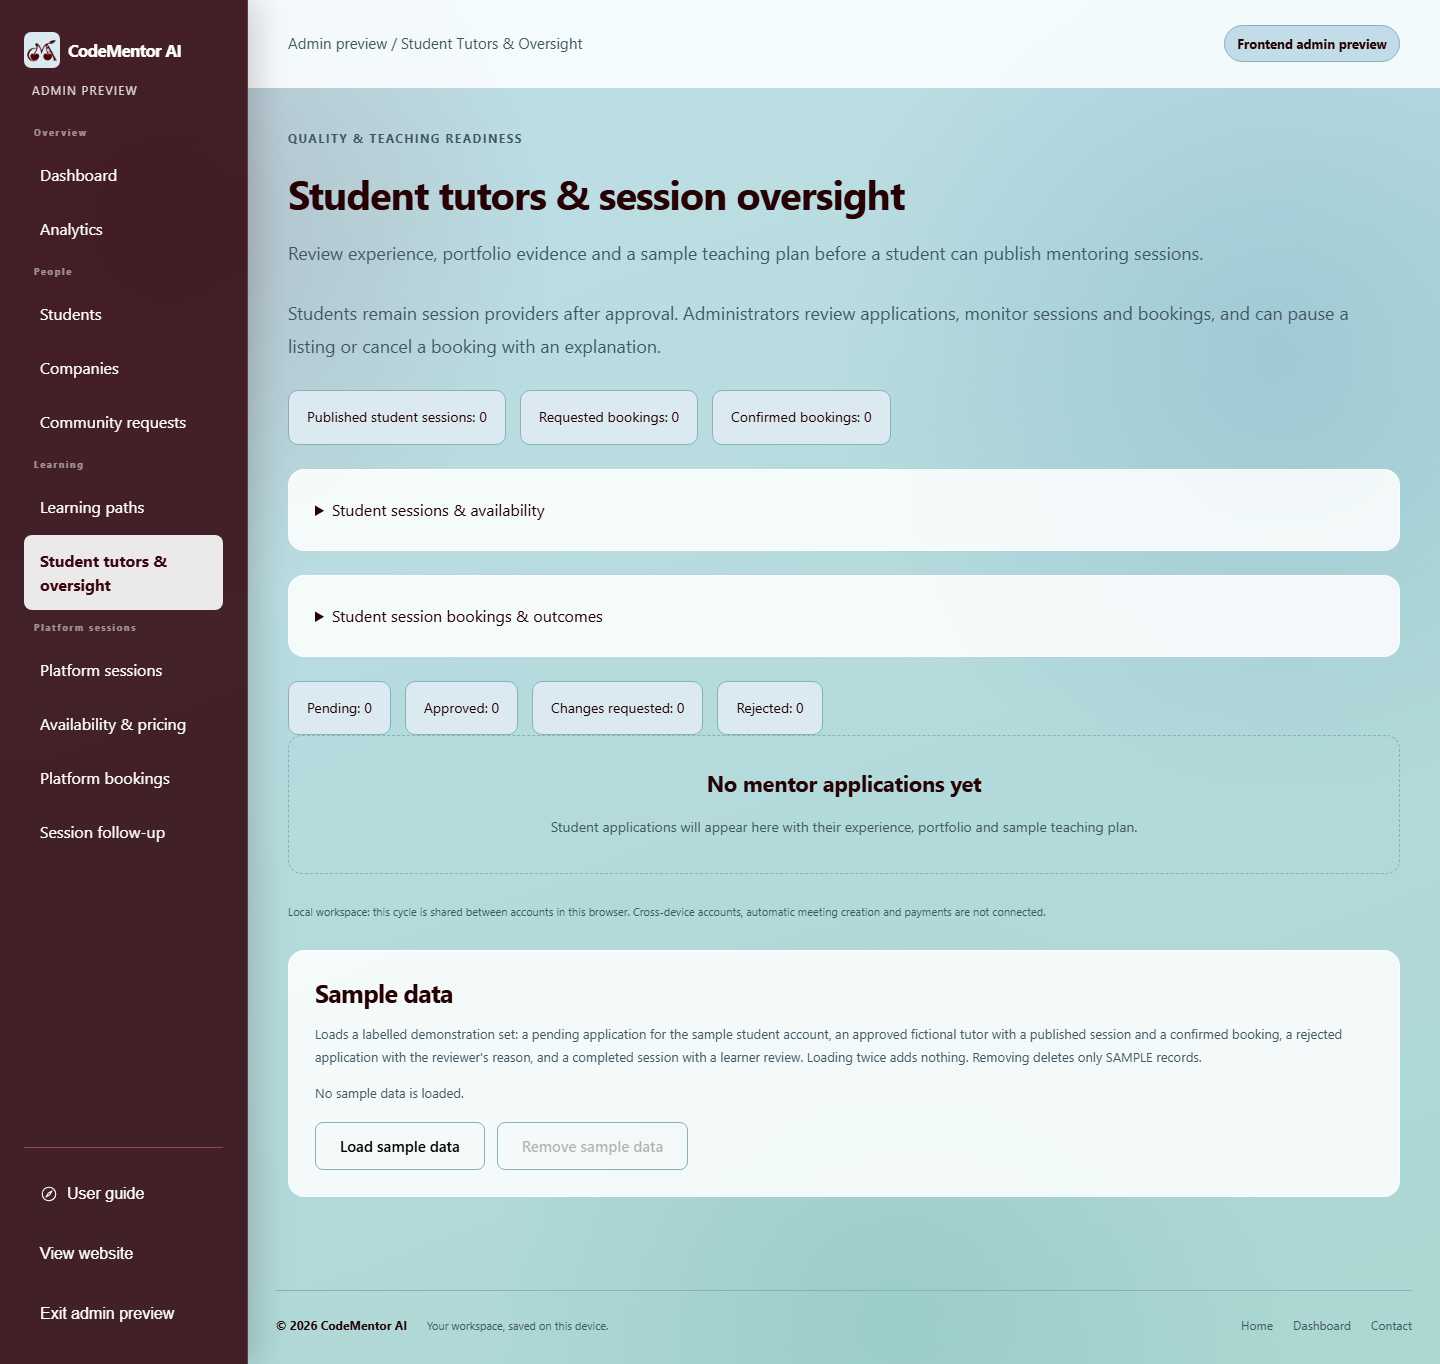 CodeMentor AI
ADMIN PREVIEW
Overview
Dashboard
Analytics
People
Students
Companies
Community requests
Learning
Learning paths
Student tutors &
oversight
Platform sessions
Platform sessions
Availability & pricing
Platform bookings
Session follow-up
User guide
View website
Exit admin preview
Admin preview / Student Tutors & Oversight
Frontend admin preview
QUALITY & TEACHING READINESS
Student tutors & session oversight
Review experience, portfolio evidence and a sample teaching plan before a student can publish mentoring sessions.
Students remain session providers after approval. Administrators review applications, monitor sessions and bookings, and can pause a
listing or cancel a booking with an explanation.
Published student sessions: 0
Requested bookings: 0
Confirmed bookings: 0
Student sessions & availability
Student session bookings & outcomes
Pending: 0
Approved: 0
Changes requested: 0
Rejected: 0
No mentor applications yet
Student applications will appear here with their experience, portfolio and sample teaching plan.
Local workspace: this cycle is shared between accounts in this browser. Cross-device accounts, automatic meeting creation and payments are not connected.
Sample data
Loads a labelled demonstration set: a pending application for the sample student account, an approved fictional tutor with a published session and a confirmed booking, a rejected
application with the reviewer's reason, and a completed session with a learner review. Loading twice adds nothing. Removing deletes only SAMPLE records.
No sample data is loaded.
Load sample data
Remove sample data
© 2026 CodeMentor AI
Your workspace, saved on this device.
Home
Dashboard
Contact